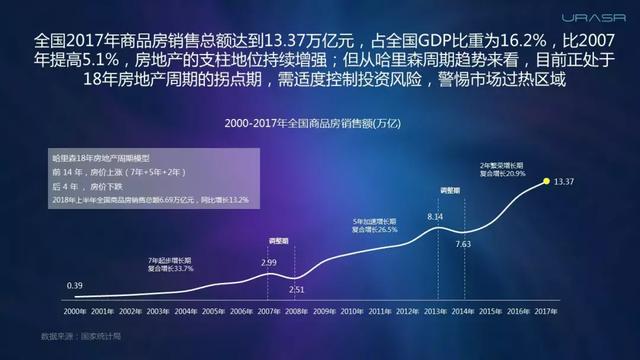 URASR
全国2017年商品房销售总额达到13.37万亿元，占全国GDP比重为16.2%，比2007
年提高5.1%，房地产的支柱地位持续增强；但从哈里森周期趋势来看，目前正处于
18年房地产周期的拐点期，需适度控制投资风险，警惕市场过热区域
2000-2017年全国商品房销售额(万亿)
哈里森18年房地产周期模型
前 14 年，房价上涨（7年+5年+2年）
后 4 年，房价下跌
2018年上半年全国商品房销售总额6.69万亿元，同比增长13.2%
2年繁荣增长期
复合增长20.9%
13.37
调整期
8.14
7.63
5年加速增长期
复合增长26.5%
调整期
2.99
2.51
7年起步增长期
复合增长33.7%
0.39
2000年 2001年 2002年 2003年 2004年 2005年 2006年 2007年 2008年 2009年 2010年 2011年 2012年 2013年 2014年 2015年 2016年 2017年
数据来源：国家统计局